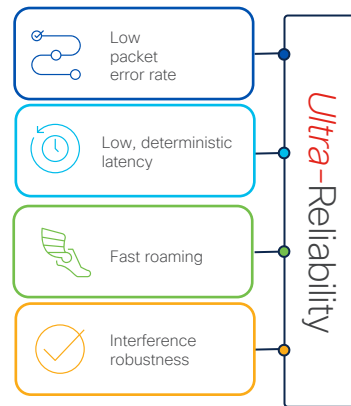 Low
packet
error rate
Low, deterministic
latency
Fast roaming
Interference
robustness
Ultra-Reliability